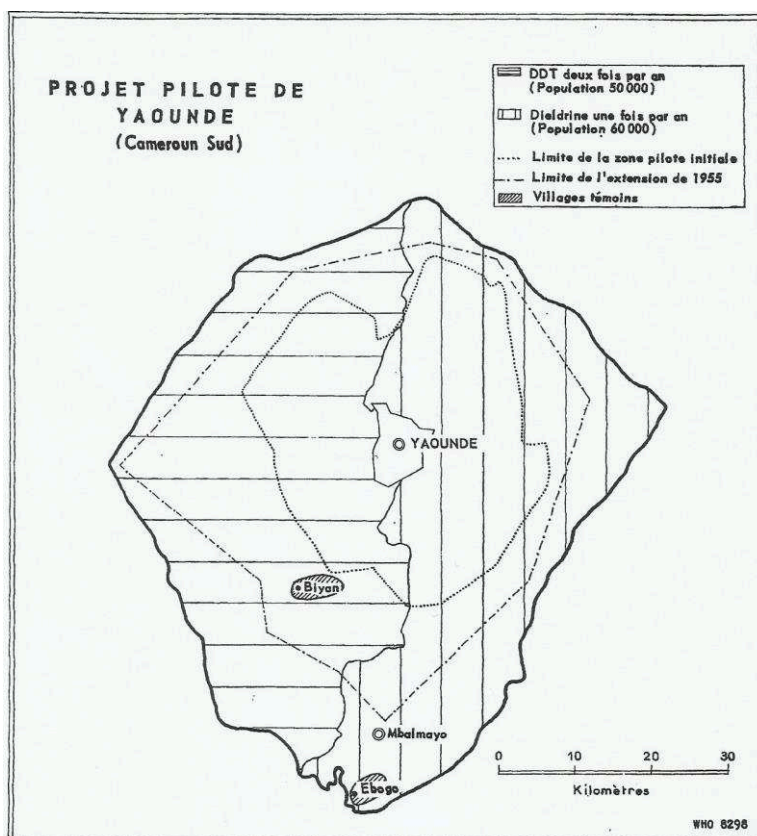 PROJET PILOTE DE
YAOUNDE
(Cameroun Sud)
DDT deux fois par an
(Population 50 000)
Dieldrine une fois par an
(Population 60 000)
Limite de la zone pilote initiale
Limite de l'extension de 1955
Villages témoins
YAOUNDE
Biyan
Mbalmayo
Ebogo
0 10 20 30
Kilomètres
WHO 8298